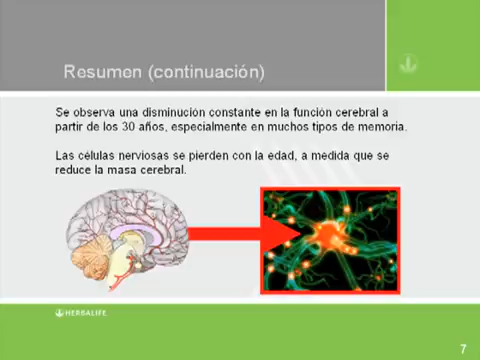 Resumen (continuación)
Se observa una disminución constante en la función cerebral a
partir de los 30 años, especialmente en muchos tipos de memoria.
Las células nerviosas se pierden con la edad, a medida que se
reduce la masa cerebral.
HERBALIFE
7